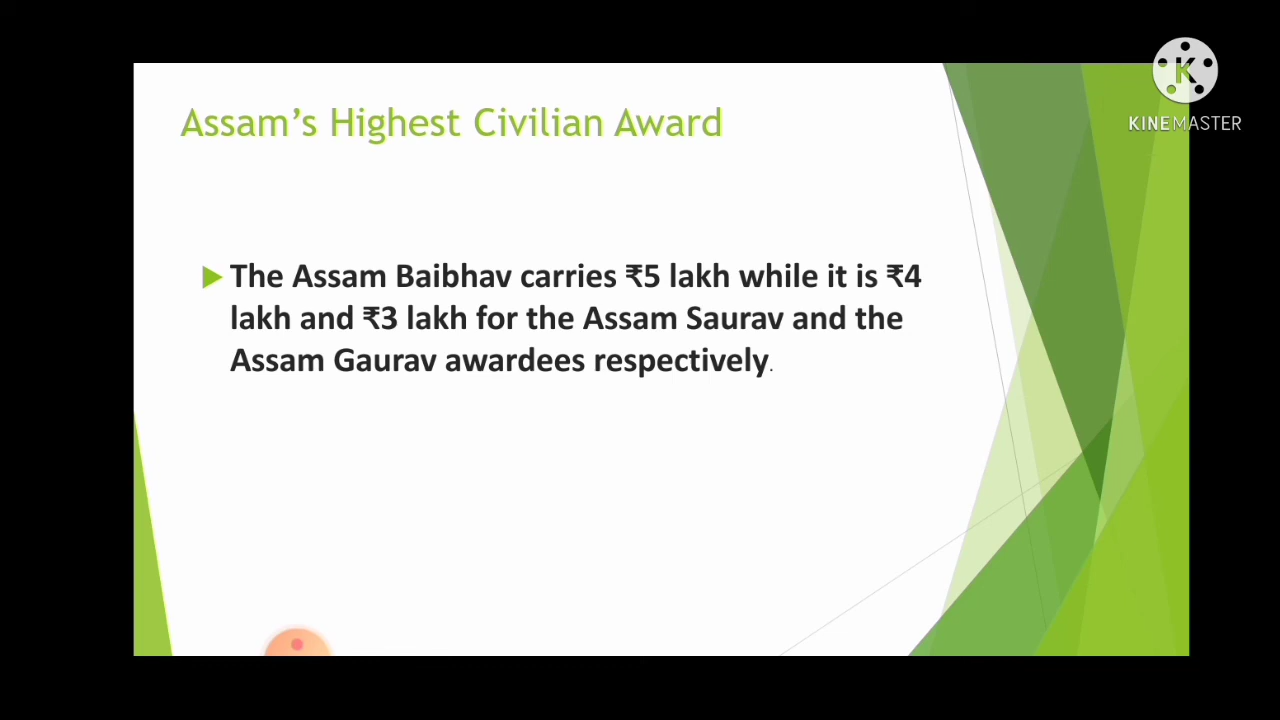 Assam’s Highest Civilian Award
K
KINEMASTER
The Assam Baibhav carries ₹5 lakh while it is ₹4
lakh and ₹3 lakh for the Assam Saurav and the
Assam Gaurav awardees respectively.